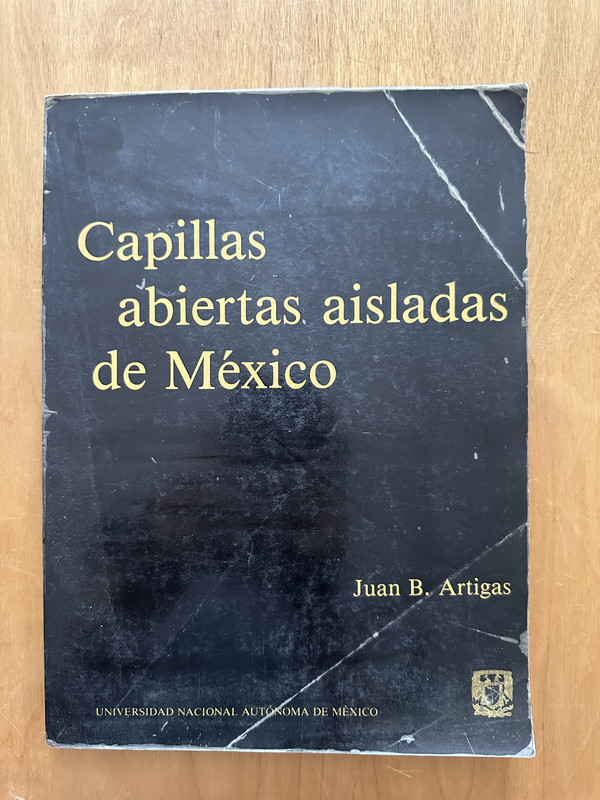 Capillas
abiertas aisladas
de México
Juan B. Artigas
UNIVERSIDAD NACIONAL AUTÓNOMA DE MÉXICO